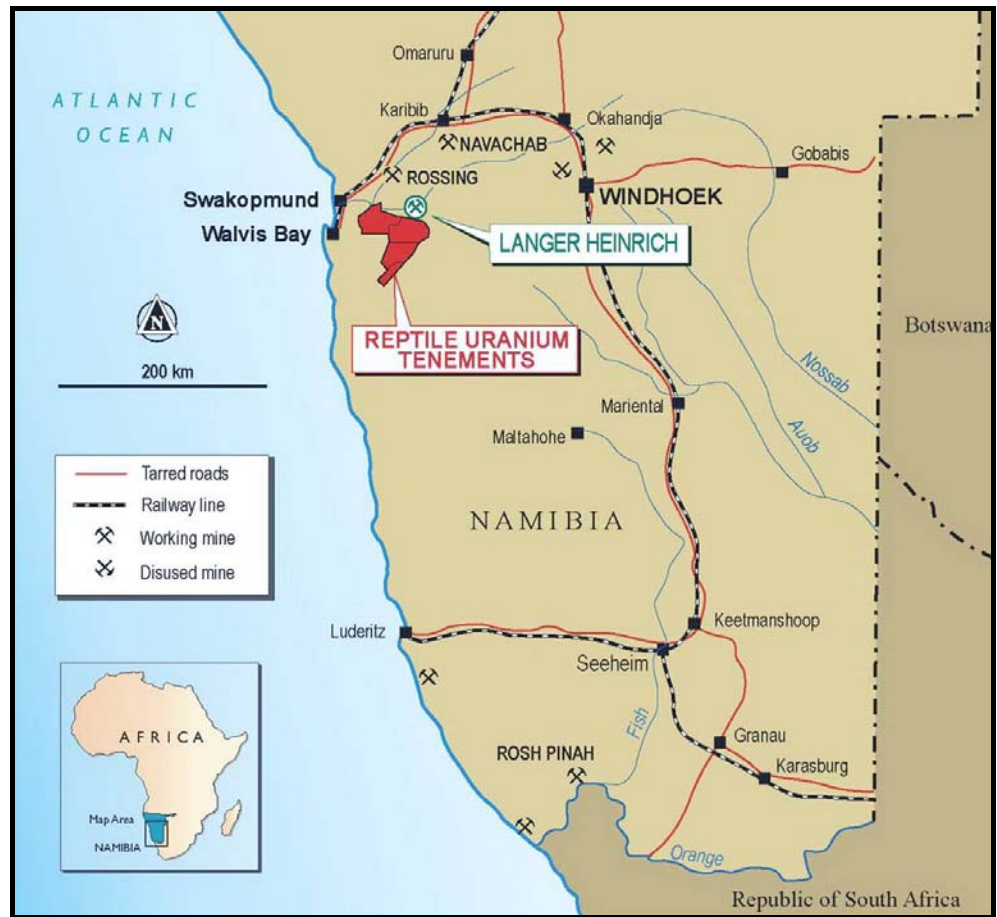 Omaruru
ATLANTIC
OCEAN
Karibib
Okahandja
NAVACHAB
Gobabis
ROSSING
WINDHOEK
Swakopmund
Walvis Bay
LANGER HEINRICH
N
200 km
REPTILE URANIUM
TENEMENTS
Botswana
Nossab
Mariental
Auob
Maltahohe
Tarred roads
Railway line
Working mine
Disused mine
NAMIBIA
Luderitz
Keetmanshoop
Seeheim
Fish
AFRICA
Map Area
NAMIBIA
Granau
ROSH PINAH
Karasburg
Orange
Republic of South Africa